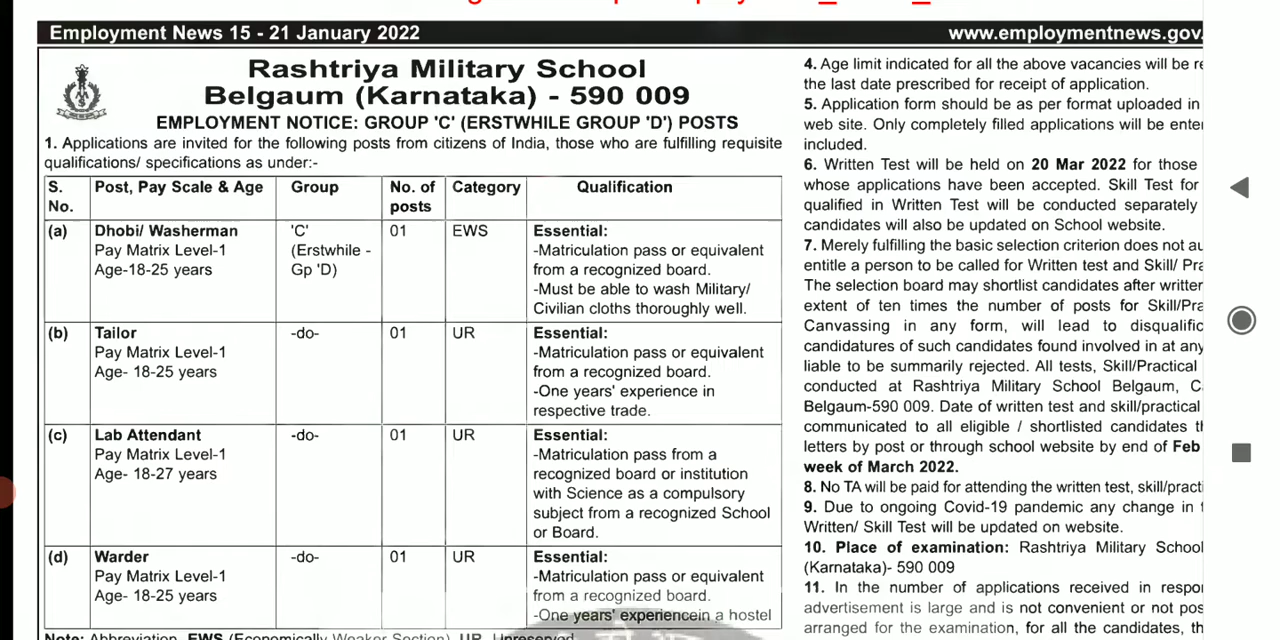 Employment News 15 - 21 January 2022
www.employmentnews.gov.
Rashtriya Military School
Belgaum (Karnataka) - 590 009
EMPLOYMENT NOTICE: GROUP 'C' (ERSTWHILE GROUP 'D') POSTS
1. Applications are invited for the following posts from citizens of India, those who are fulfilling requisite
qualifications/ specifications as under:-
S. No.
Post, Pay Scale & Age
Group
No. of posts
Category
Qualification
(a)
Dhobi/ Washerman
Pay Matrix Level-1
Age-18-25 years
'C'
(Erstwhile -
Gp 'D')
01
EWS
Essential:
-Matriculation pass or equivalent
from a recognized board.
-Must be able to wash Military/
Civilian cloths thoroughly well.
(b)
Tailor
Pay Matrix Level-1
Age- 18-25 years
-do-
01
UR
Essential:
-Matriculation pass or equivalent
from a recognized board.
-One years' experience in
respective trade.
(c)
Lab Attendant
Pay Matrix Level-1
Age- 18-27 years
-do-
01
UR
Essential:
-Matriculation pass from a
recognized board or institution
with Science as a compulsory
subject from a recognized School
or Board.
(d)
Warder
Pay Matrix Level-1
Age- 18-25 years
-do-
01
UR
Essential:
-Matriculation pass or equivalent
from a recognized board.
-One years' experiencein a hostel
Note: Abbreviation, EWS (Economically Weaker Section), UR, Unreserved
4. Age limit indicated for all the above vacancies will be
the last date prescribed for receipt of application.
5. Application form should be as per format uploaded in
web site. Only completely filled applications will be
included.
6. Written Test will be held on 20 Mar 2022 for those
whose applications have been accepted. Skill Test for
qualified in Written Test will be conducted separately
candidates will also be updated on School website.
7. Merely fulfilling the basic selection criterion does not
entitle a person to be called for Written test and Skill/
The selection board may shortlist candidates after written
extent of ten times the number of posts for
Canvassing in any form, will lead to
candidatures of such candidates found involved in at any
liable to be summarily rejected. All tests, Skill/Practical
conducted at Rashtriya Military School Belgaum,
Belgaum-590 009. Date of written test and skill/practical
communicated to all eligible / shortlisted candidates
letters by post or through school website by end of Feb
week of March 2022.
8. No TA will be paid for attending the written test,
9. Due to ongoing Covid-19 pandemic any change in
Written/ Skill Test will be updated on website.
10. Place of examination: Rashtriya Military School
(Karnataka)- 590 009
11. In the number of applications received in
advertisement is large and is not convenient or not
arranged for the examination, for all the candidates,